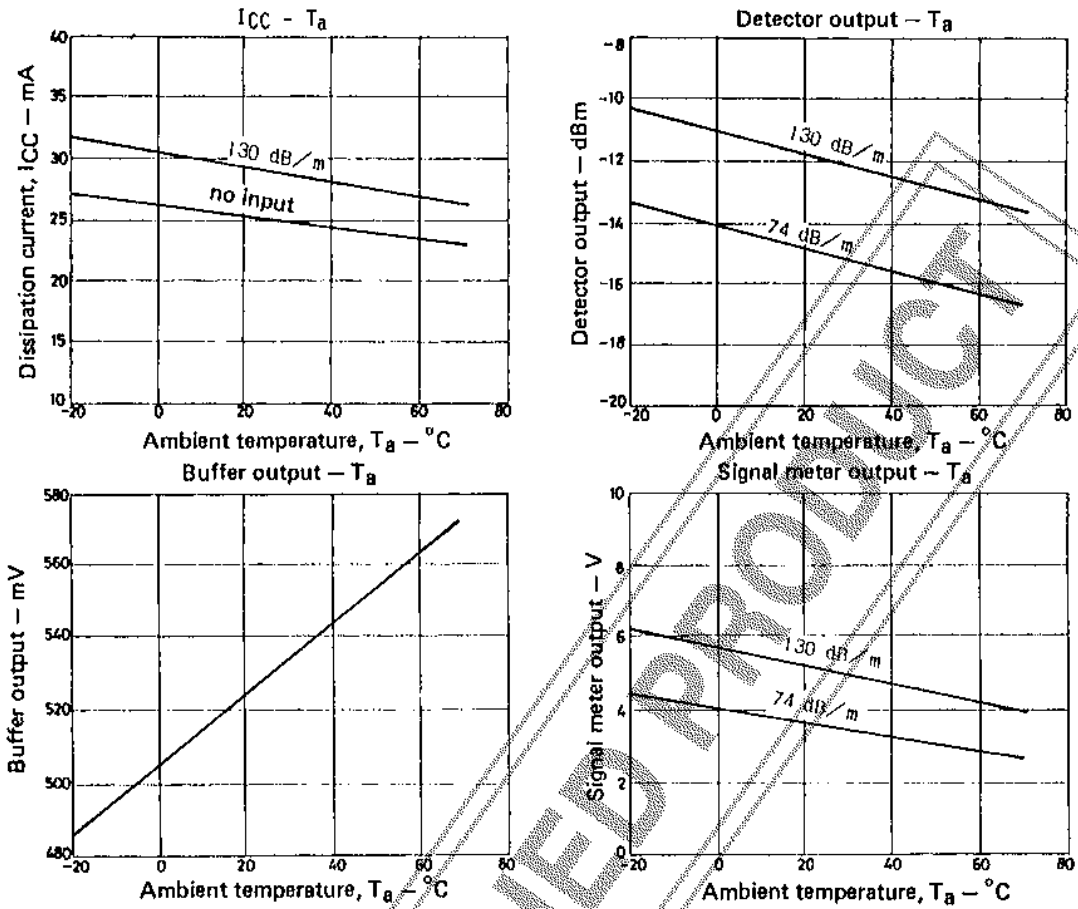 ICC - Ta
Dissipation current, ICC – mA
40
35
30
25
20
15
10
130 dB/m
no input
-20 0 20 40 60 80
Ambient temperature, Ta – °C
Detector output – Ta
Detector output – dBm
-8
-10
-12
-14
-16
-18
-20
130 dB/m
74 dB/m
-20 0 20 40 60 80
Ambient temperature, Ta – °C
Buffer output – Ta
Buffer output – mV
580
560
540
520
500
480
-20 0 20 40 60 80
Ambient temperature, Ta – °C
Signal meter output – Ta
Signal meter output – V
10
8
6
4
2
0
130 dB/m
74 dB/m
-20 0 20 40 60 80
Ambient temperature, Ta – °C
PRODUCT